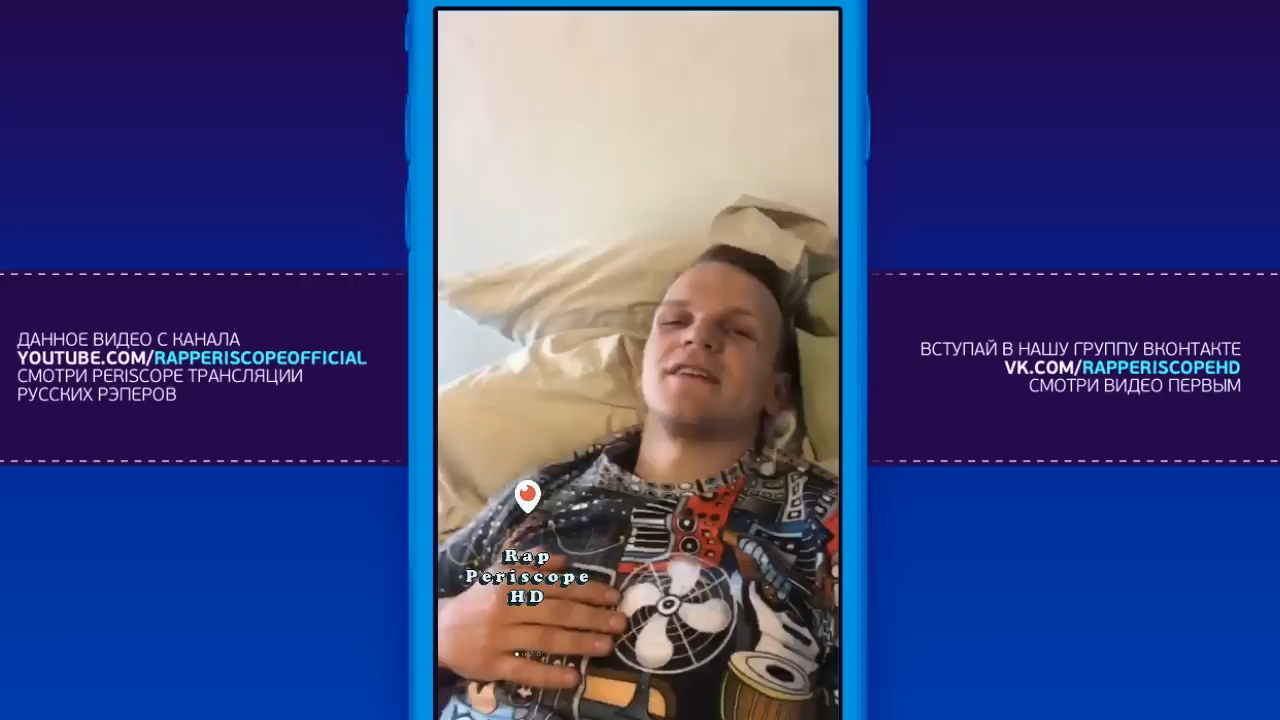 ДАННОЕ ВИДЕО С КАНАЛА
YOUTUBE.COM/RAPPERISCOPEOFFICIAL
СМОТРИ PERISCOPE ТРАНСЛЯЦИИ
РУССКИХ РЭПЕРОВ
Rap
Periscope
HD
ВСТУПАЙ В НАШУ ГРУППУ ВКОНТАКТЕ
VK.COM/RAPPERISCOPEHD
СМОТРИ ВИДЕО ПЕРВЫМ